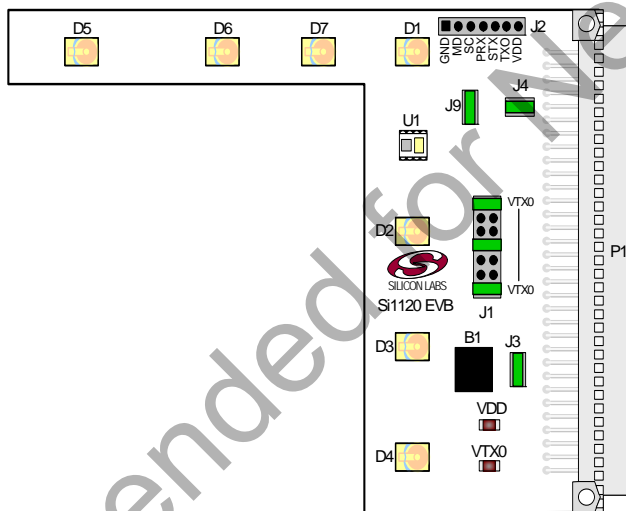 D5 D6 D7 D1 J2
GND
MD
SC
PRX
STX
TXO
VDD
J9 J4
U1
VTX0
D2
P1
SILICON LABS
VTX0
Si1120 EVB
J1
B1 J3
D3
VDD
D4 VTX0
ended for Ne